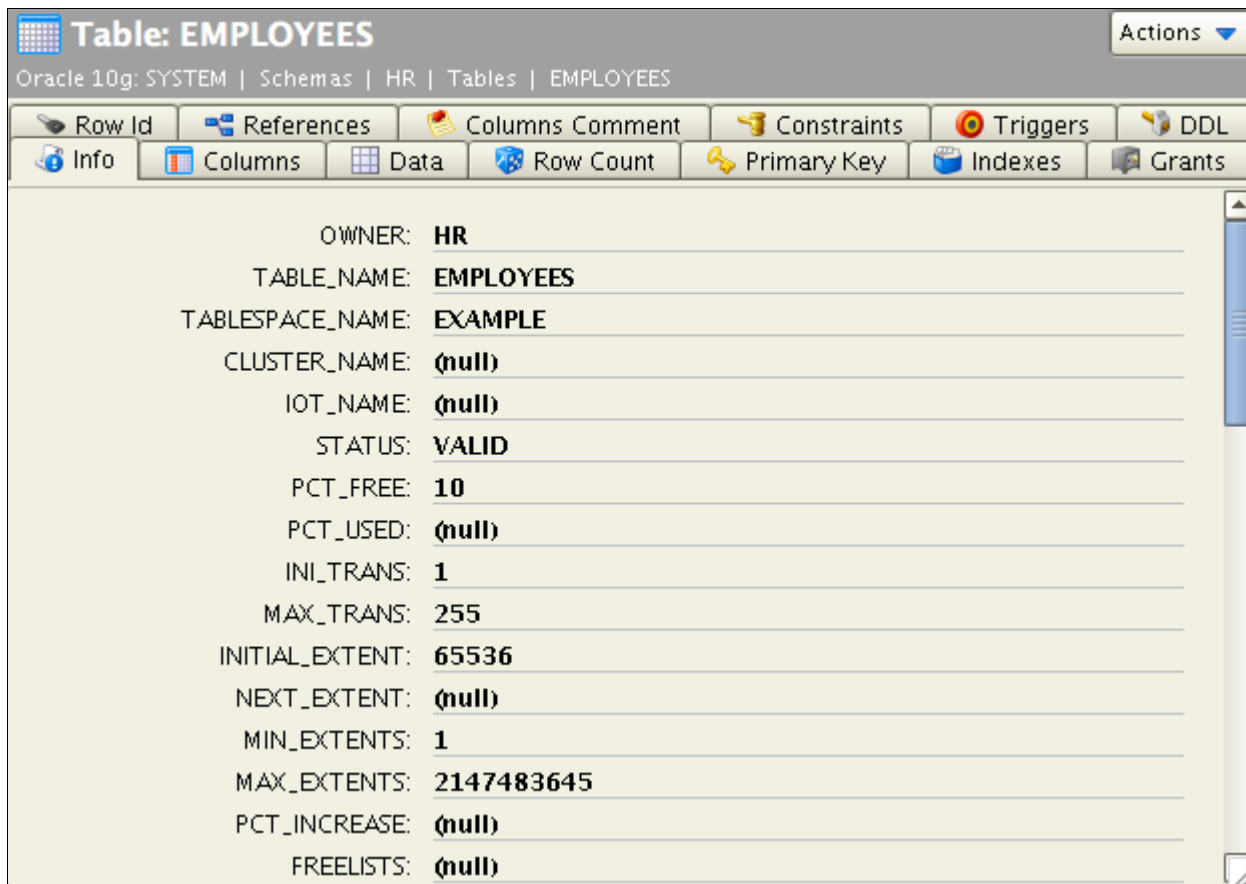 Table: EMPLOYEES
Actions
Oracle 10g: SYSTEM | Schemas | HR | Tables | EMPLOYEES
Row Id References Columns Comment Constraints Triggers DDL
Info Columns Data Row Count Primary Key Indexes Grants
OWNER: HR
TABLE_NAME: EMPLOYEES
TABLESPACE_NAME: EXAMPLE
CLUSTER_NAME: (null)
IOT_NAME: (null)
STATUS: VALID
PCT_FREE: 10
PCT_USED: (null)
INI_TRANS: 1
MAX_TRANS: 255
INITIAL_EXTENT: 65536
NEXT_EXTENT: (null)
MIN_EXTENTS: 1
MAX_EXTENTS: 2147483645
PCT_INCREASE: (null)
FREELISTS: (null)